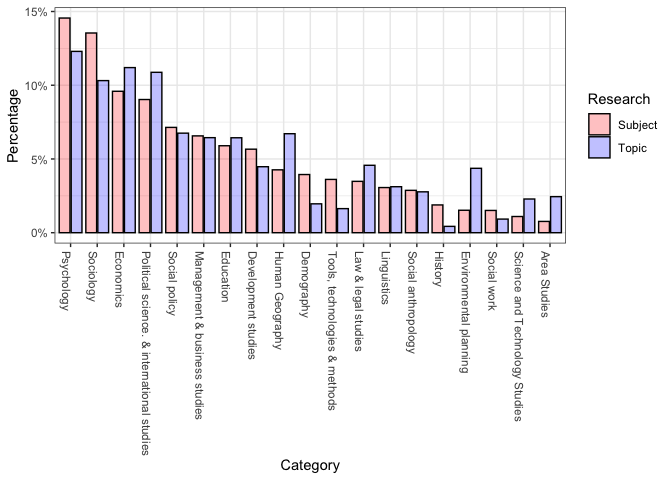 15%
10%
5%
0%
Percentage
Psychology
Sociology
Economics
Political science. & international studies
Social policy
Management & business studies
Education
Development studies
Human Geography
Demography
Tools, technologies & methods
Law & legal studies
Linguistics
Social anthropology
History
Environmental planning
Social work
Science and Technology Studies
Area Studies
Category
Research
Subject
Topic